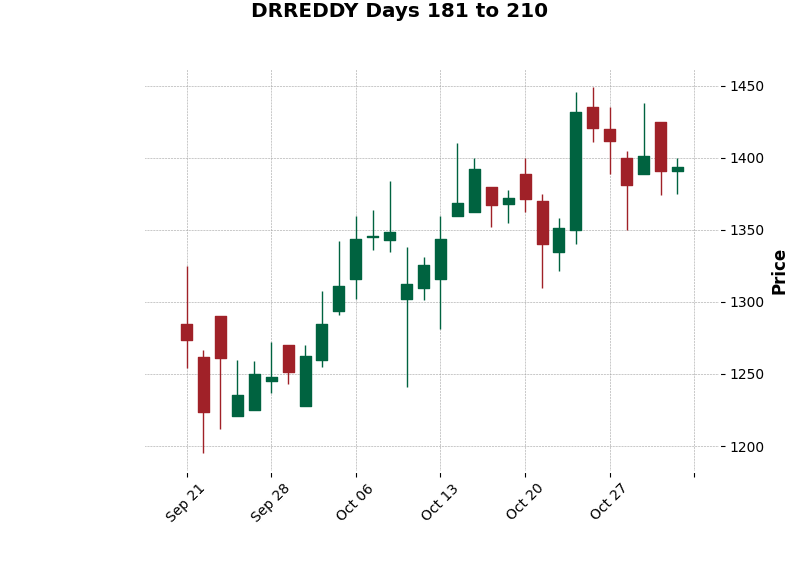 DRREDDY Days 181 to 210
1450
1400
1350
1300
1250
1200
Price
Sep 21
Sep 28
Oct 06
Oct 13
Oct 20
Oct 27